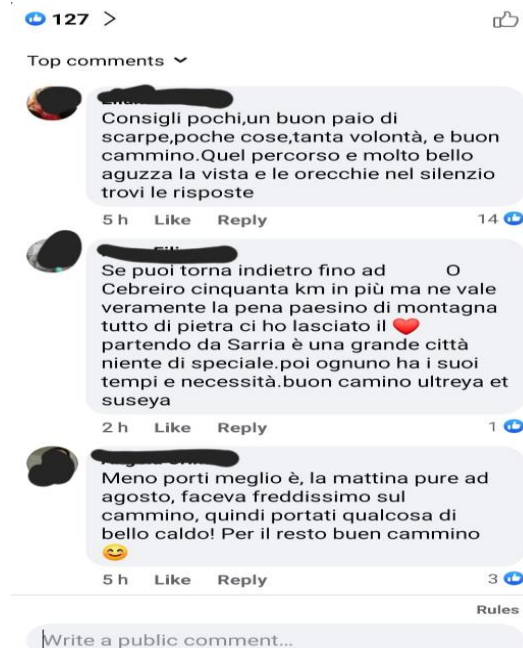 127 >
Top comments
Consigli pochi,un buon paio di
scarpe,poche cose,tanta volontà, e buon
cammino.Quel percorso e molto bello
aguzza la vista e le orecchie nel silenzio
trovi le risposte
5 h Like Reply 14
Se puoi torna indietro fino ad O
Cebreiro cinquanta km in più ma ne vale
veramente la pena paesino di montagna
tutto di pietra ci ho lasciato il ❤️
partendo da Sarria è una grande città
niente di speciale.poi ognuno ha i suoi
tempi e necessità.buon camino ultreya et
suseya
2 h Like Reply 1
Meno porti meglio è, la mattina pure ad
agosto, faceva freddissimo sul
cammino, quindi portati qualcosa di
bello caldo! Per il resto buen cammino
😊
5 h Like Reply 3
Rules
Write a public comment...